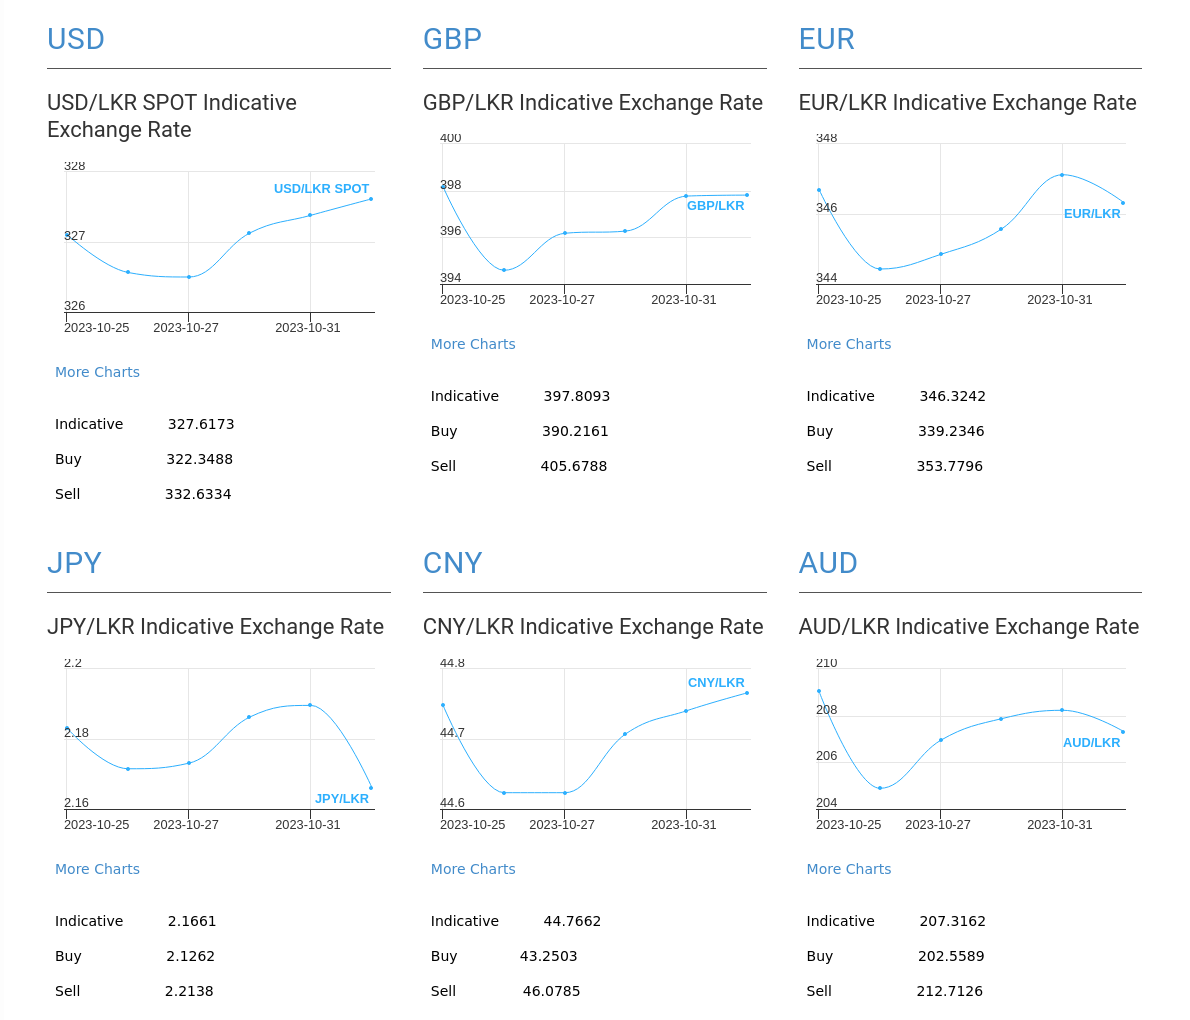 USD
USD/LKR SPOT Indicative
Exchange Rate
328
USD/LKR SPOT
327
326
2023-10-25 2023-10-27 2023-10-31
More Charts
Indicative 327.6173
Buy 322.3488
Sell 332.6334
GBP
GBP/LKR Indicative Exchange Rate
400
398
GBP/LKR
396
394
2023-10-25 2023-10-27 2023-10-31
More Charts
Indicative 397.8093
Buy 390.2161
Sell 405.6788
EUR
EUR/LKR Indicative Exchange Rate
348
346
EUR/LKR
344
2023-10-25 2023-10-27 2023-10-31
More Charts
Indicative 346.3242
Buy 339.2346
Sell 353.7796
JPY
JPY/LKR Indicative Exchange Rate
2.2
2.18
JPY/LKR
2.16
2023-10-25 2023-10-27 2023-10-31
More Charts
Indicative 2.1661
Buy 2.1262
Sell 2.2138
CNY
CNY/LKR Indicative Exchange Rate
44.8
CNY/LKR
44.7
44.6
2023-10-25 2023-10-27 2023-10-31
More Charts
Indicative 44.7662
Buy 43.2503
Sell 46.0785
AUD
AUD/LKR Indicative Exchange Rate
210
208
AUD/LKR
206
204
2023-10-25 2023-10-27 2023-10-31
More Charts
Indicative 207.3162
Buy 202.5589
Sell 212.7126